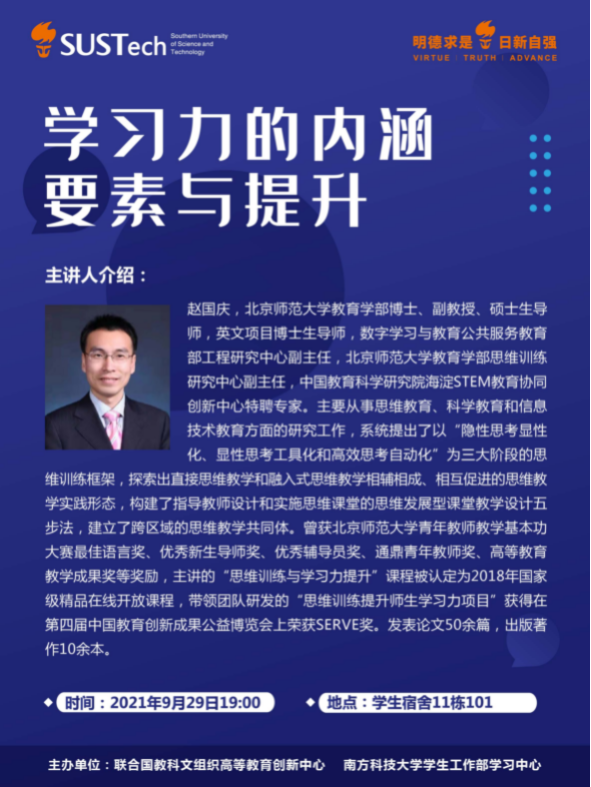 SUSTech
Southern University
of Science and
Technology
明德求是 日新自强
VIRTUE | TRUTH | ADVANCE
学习力的内涵
要素与提升
主讲人介绍：
赵国庆，北京师范大学教育学部博士、副教授、硕士生导
师，英文项目博士生导师，数字学习与教育公共服务教育
部工程研究中心副主任，北京师范大学教育学部思维训练
研究中心副主任，中国教育科学研究院海淀STEM教育协同
创新中心特聘专家。主要从事思维教育、科学教育和信息
技术教育方面的研究工作，系统提出了以“隐性思考显性
化、显性思考工具化和高效思考自动化”为三大阶段的思
维训练框架，探索出直接思维教学和融入式思维教学相辅相成、相互促进的思维教
学实践形态，构建了指导教师设计和实施思维课堂的思维发展型课堂教学设计五
步法，建立了跨区域的思维教学共同体。曾获北京师范大学青年教师教学基本功
大赛最佳语言奖、优秀新生导师奖、优秀辅导员奖、通鼎青年教师奖、高等教育
教学成果奖等奖励，主讲的“思维训练与学习力提升”课程被认定为2018年国家
级精品在线开放课程，带领团队研发的“思维训练提升师生学习力项目”获得在
第四届中国教育创新成果公益博览会上荣获SERVE奖。发表论文50余篇，出版著
作10余本。
时间：2021年9月29日19:00
地点：学生宿舍11栋101
主办单位：联合国教科文组织高等教育创新中心 南方科技大学学生工作部学习中心